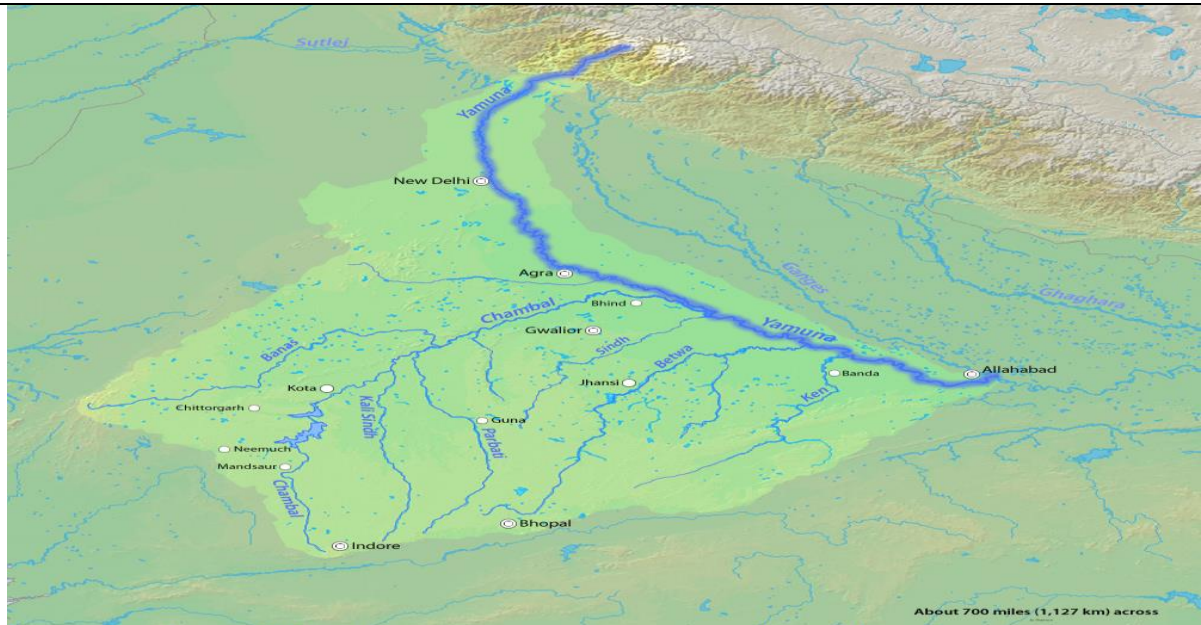 Sutlej
Yamuna
New Delhi
Agra
Ganges
Ghaghara
Bhind
Chambal
Gwalior
Yamuna
Sindh
Banas
Betwa
Kota
Jhansi
Banda
Allahabad
Ken
Chittorgarh
Kali Sindh
Guna
Parbati
Neemuch
Mandsaur
Chambal
Bhopal
Indore
About 700 miles (1,127 km) across